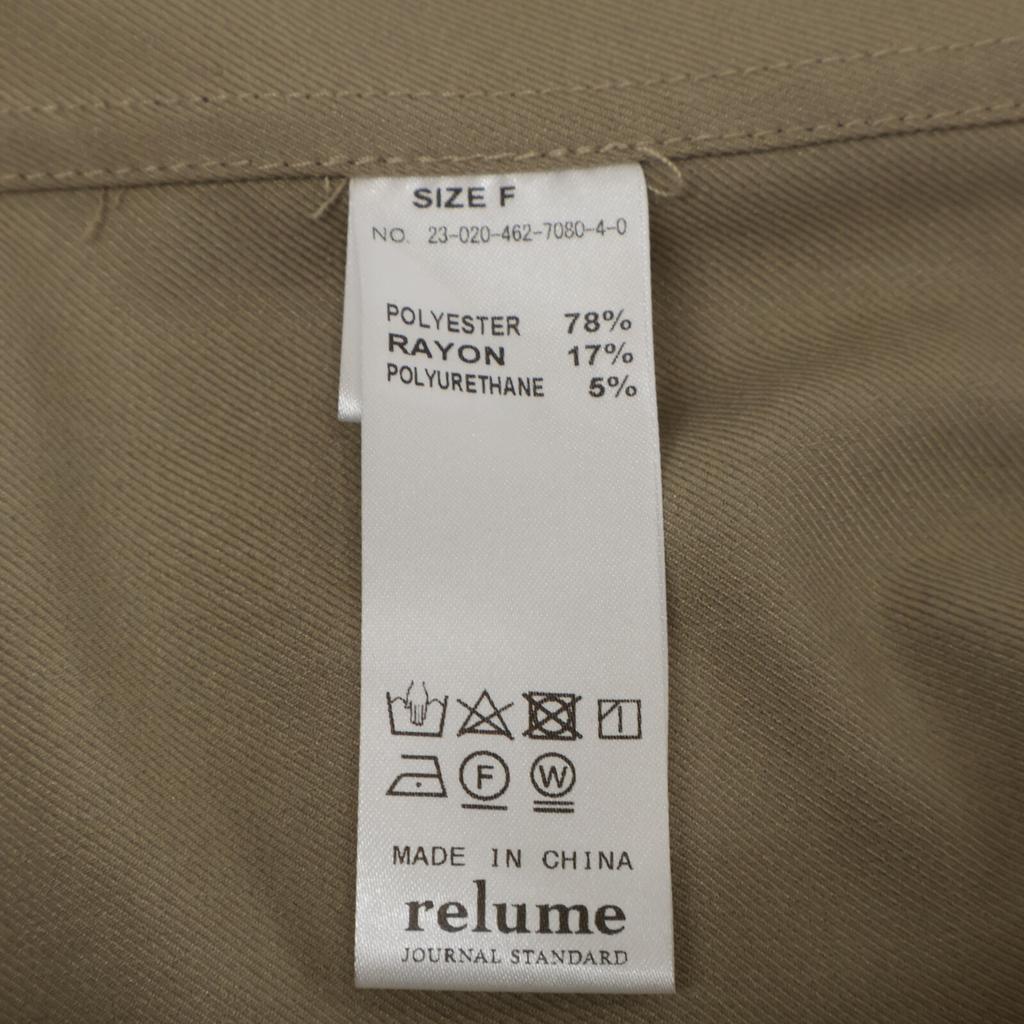 SIZE F
NO. 23-020-462-7080-4-0
POLYESTER 78%
RAYON 17%
POLYURETHANE 5%
F W
MADE IN CHINA
relume
JOURNAL STANDARD